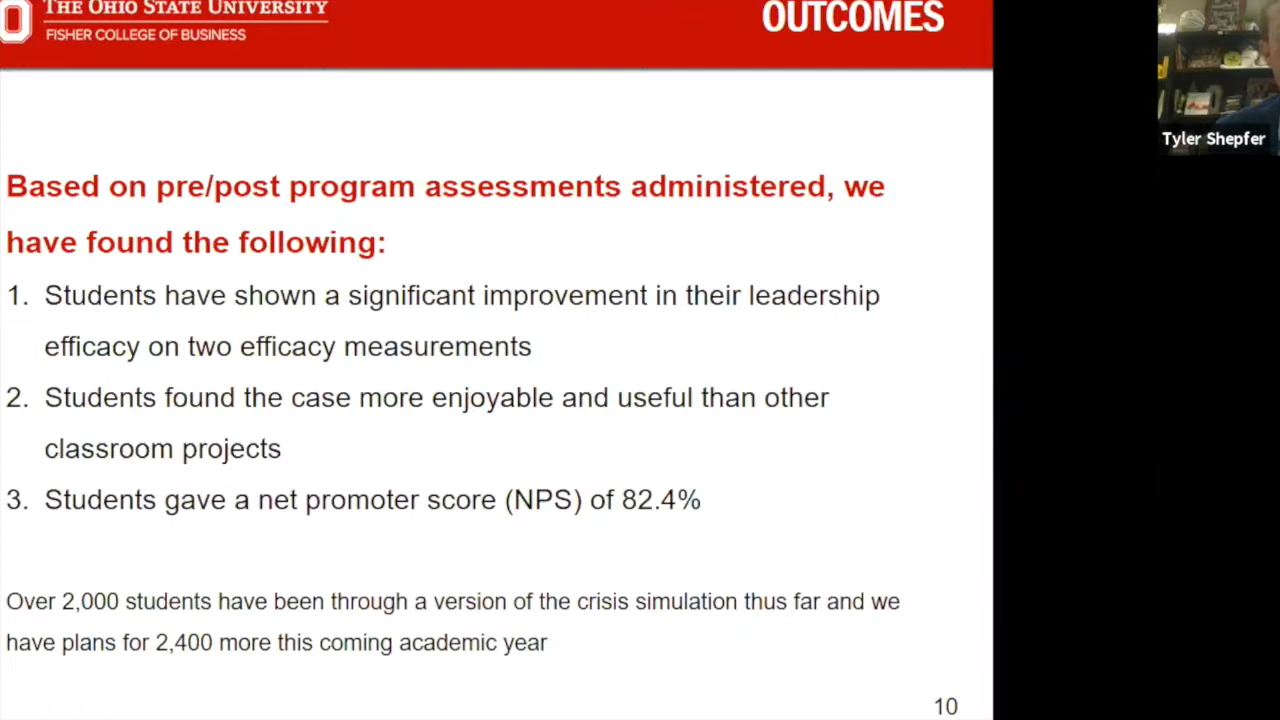 THE OHIO STATE UNIVERSITY
FISHER COLLEGE OF BUSINESS
OUTCOMES
Tyler Shepfer
Based on pre/post program assessments administered, we
have found the following:
1. Students have shown a significant improvement in their leadership
efficacy on two efficacy measurements
2. Students found the case more enjoyable and useful than other
classroom projects
3. Students gave a net promoter score (NPS) of 82.4%
Over 2,000 students have been through a version of the crisis simulation thus far and we
have plans for 2,400 more this coming academic year
10